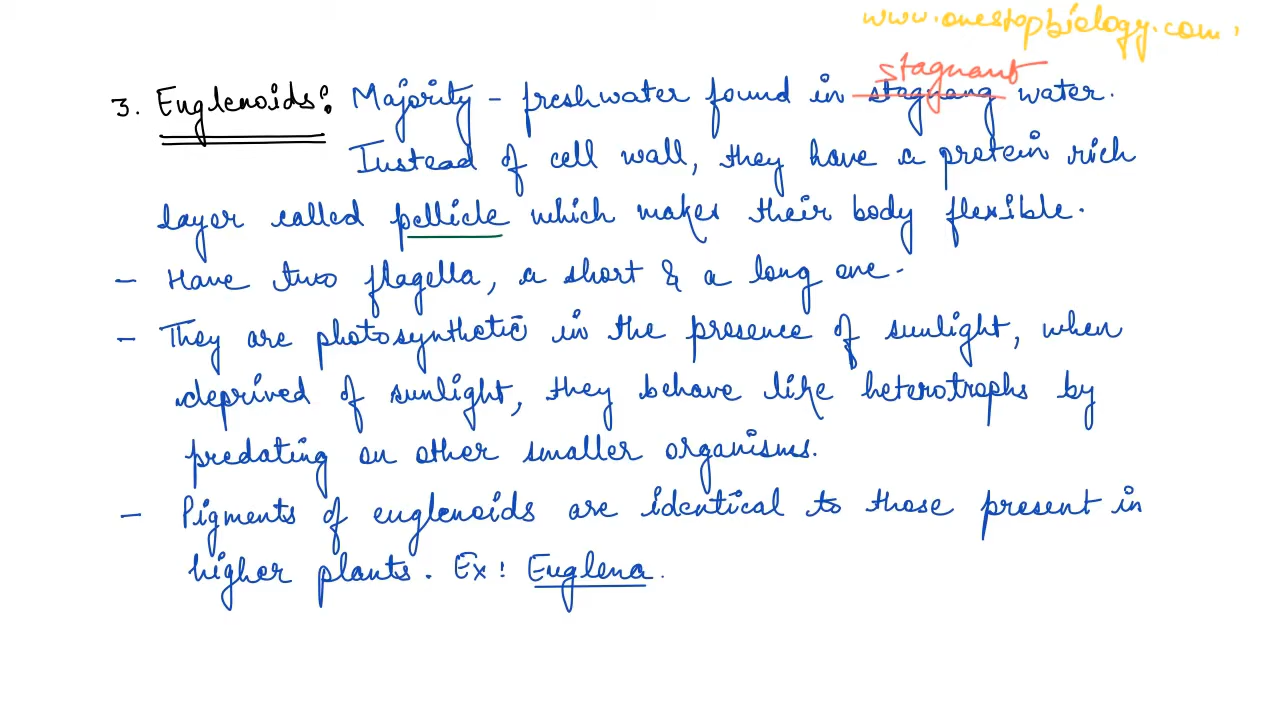 www.onestopbiology.com
stagnant
3. Euglenoids: Majority - freshwater found in stagnang water.
Instead of cell wall, they have a protein rich
layer called pellicle which makes their body flexible.
- Have two flagella, a short & a long one.
- They are photosynthetic in the presence of sunlight, when
deprived of sunlight, they behave like heterotrophs by
predating on other smaller organisms.
- Pigments of euglenoids are identical to those present in
higher plants. Ex: Euglena.